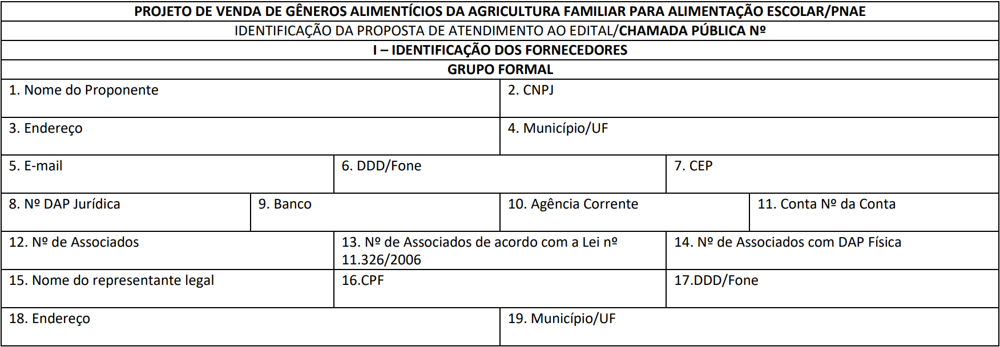 PROJETO DE VENDA DE GÊNEROS ALIMENTÍCIOS DA AGRICULTURA FAMILIAR PARA ALIMENTAÇÃO ESCOLAR/PNAE
IDENTIFICAÇÃO DA PROPOSTA DE ATENDIMENTO AO EDITAL/CHAMADA PÚBLICA Nº
I – IDENTIFICAÇÃO DOS FORNECEDORES
GRUPO FORMAL
1. Nome do Proponente
2. CNPJ
3. Endereço
4. Município/UF
5. E-mail
6. DDD/Fone
7. CEP
8. Nº DAP Jurídica
9. Banco
10. Agência Corrente
11. Conta Nº da Conta
12. Nº de Associados
13. Nº de Associados de acordo com a Lei nº
11.326/2006
14. Nº de Associados com DAP Física
15. Nome do representante legal
16.CPF
17.DDD/Fone
18. Endereço
19. Município/UF